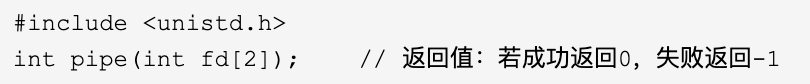 #include <unistd.h>
int pipe(int fd[2]);    // 返回值：若成功返回0，失败返回-1